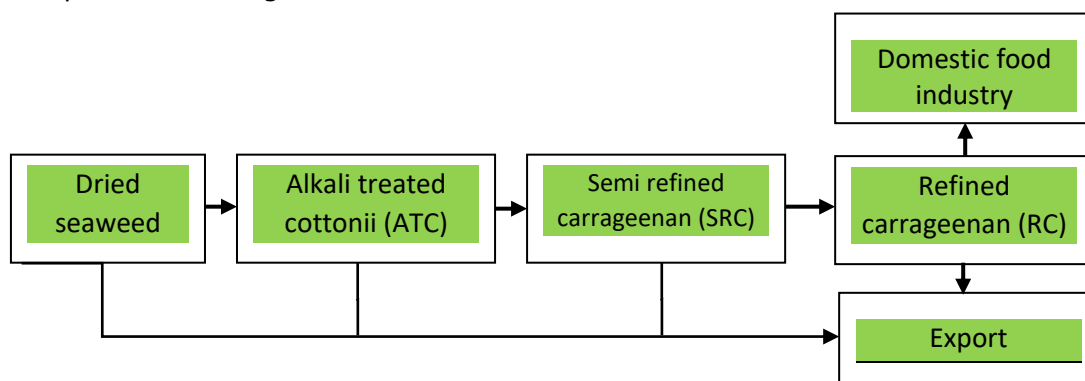 Domestic food
industry
Dried
seaweed
Alkali treated
cottonii (ATC)
Semi refined
carrageenan (SRC)
Refined
carrageenan (RC)
Export